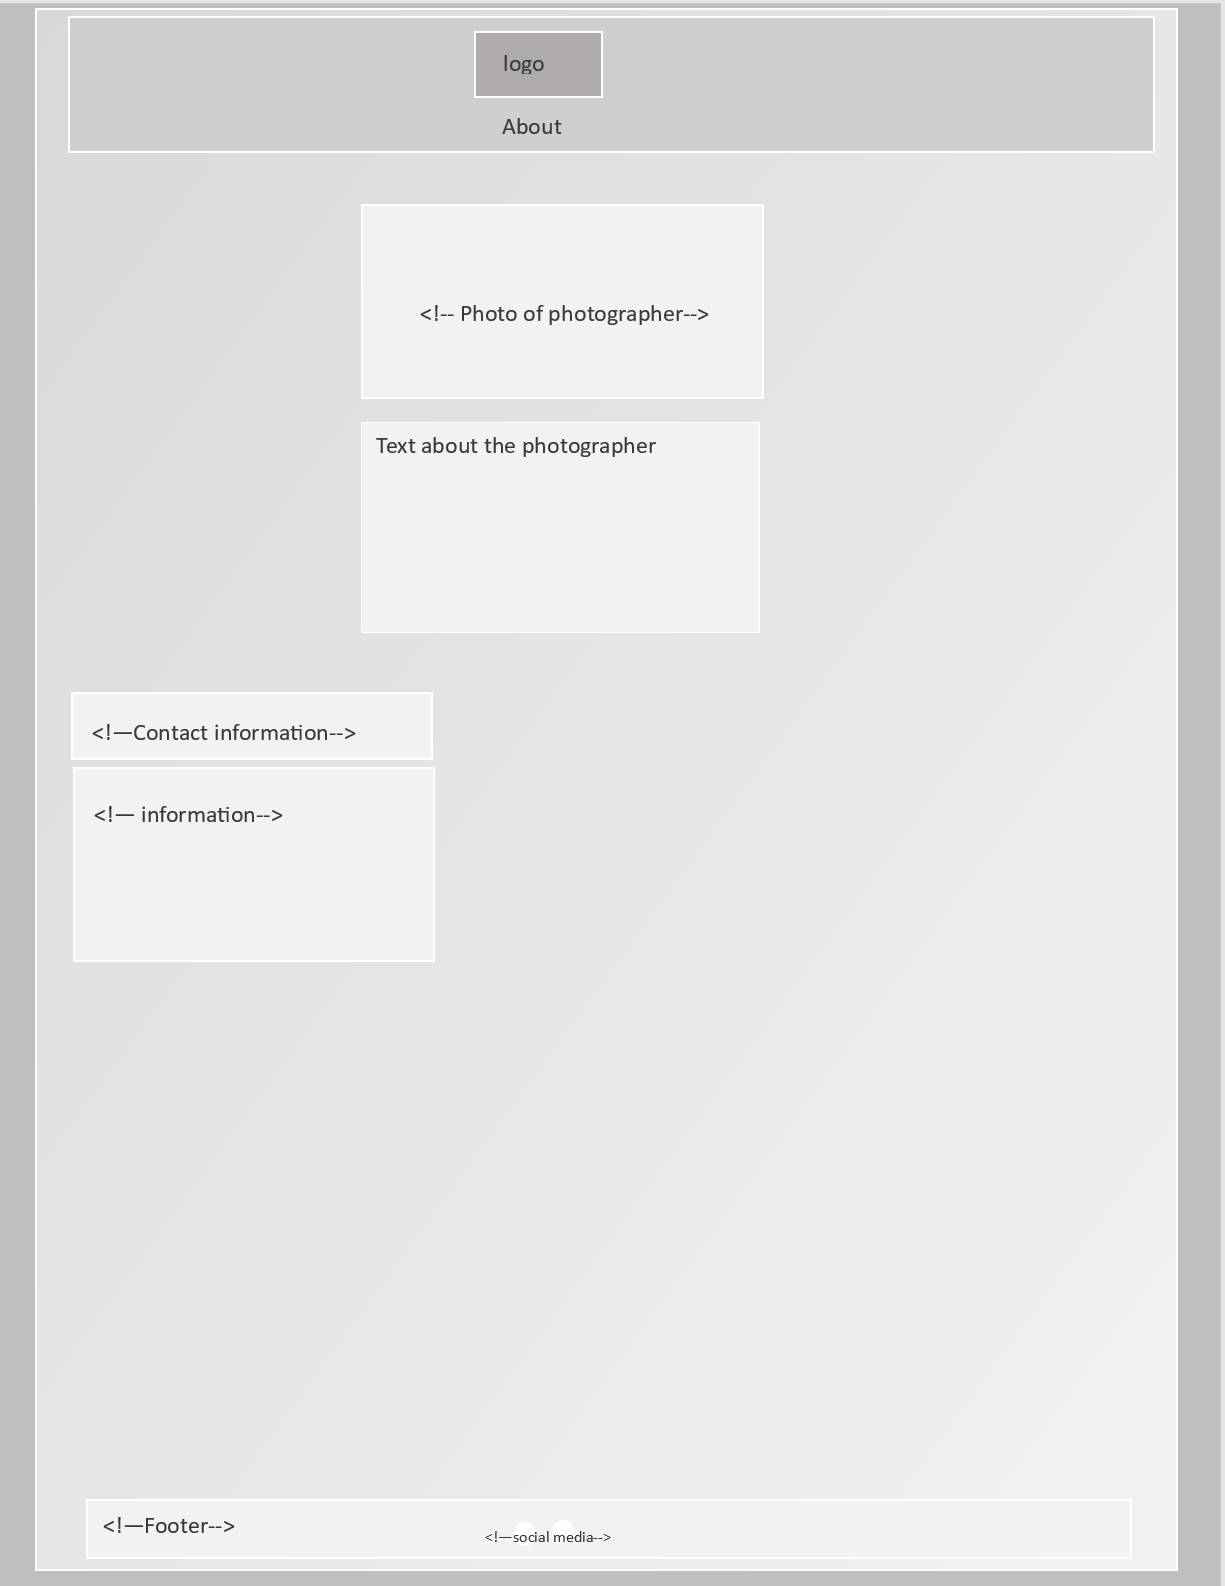 logo
About
<!-- Photo of photographer-->
Text about the photographer
<!—Contact information-->
<!— information-->
<!—Footer-->
<!—social media-->